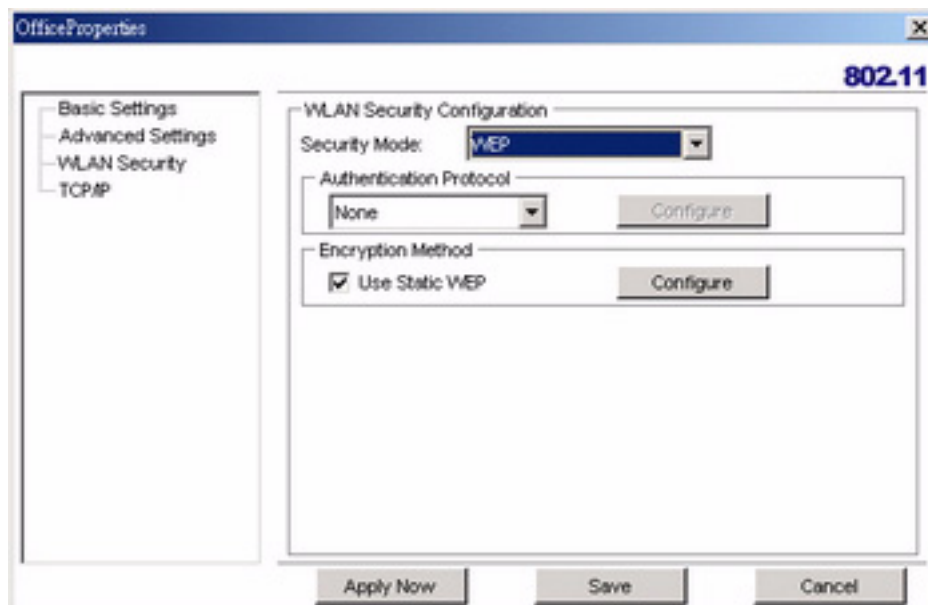 OfficeProperties
802.11
Basic Settings
Advanced Settings
WLAN Security
TCP/IP
WLAN Security Configuration
Security Mode: WEP
Authentication Protocol
None Configure
Encryption Method
Use Static WEP Configure
Apply Now Save Cancel